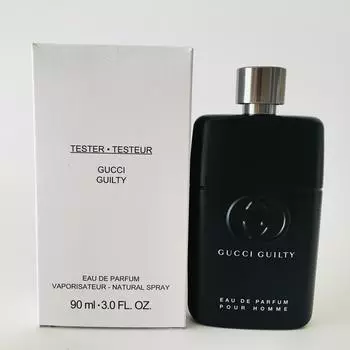 TESTER • TESTEUR
GUCCI
GUILTY
EAU DE PARFUM
VAPORISATEUR - NATURAL SPRAY
90 ml · 3.0 FL. OZ.
GUCCI GUILTY
EAU DE PARFUM
POUR HOMME